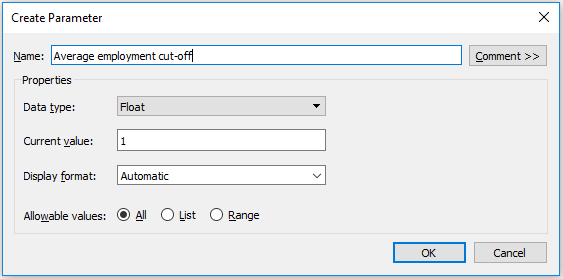 Create Parameter
Name: Average employment cut-off Comment >>
Properties
Data type: Float
Current value: 1
Display format: Automatic
Allowable values: All List Range
OK Cancel